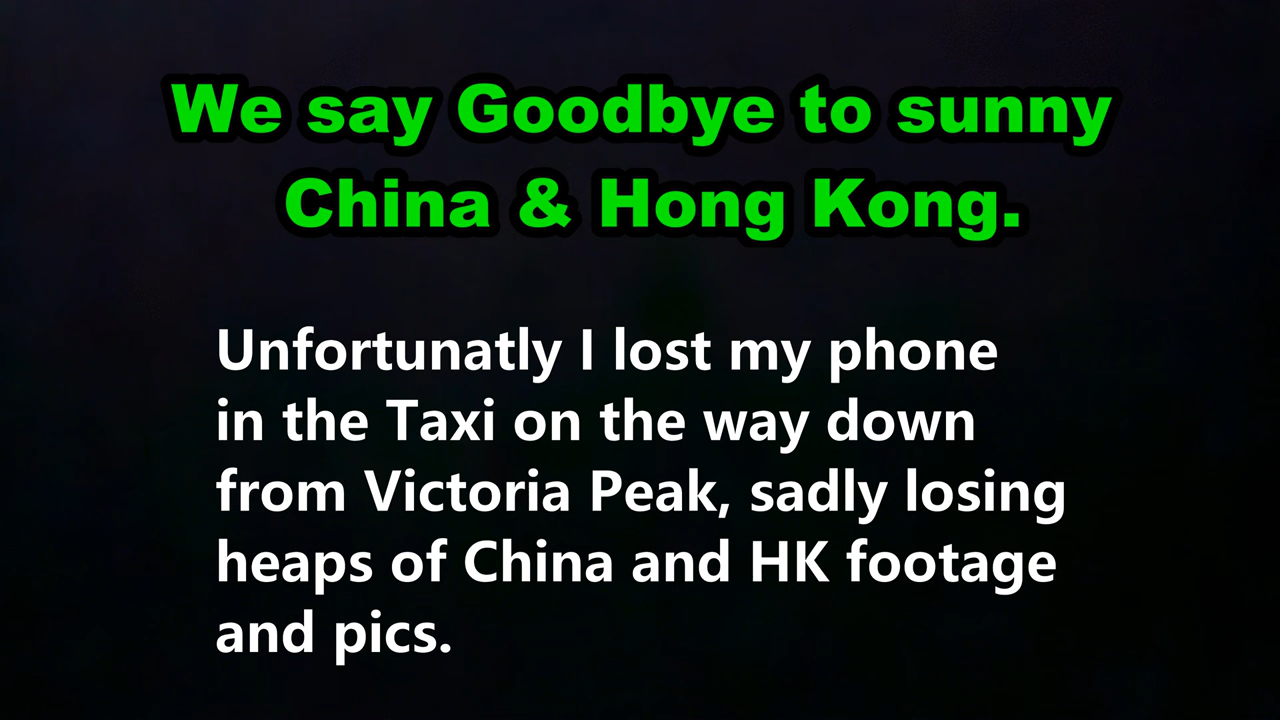 We say Goodbye to sunny
China & Hong Kong.
Unfortunatly I lost my phone
in the Taxi on the way down
from Victoria Peak, sadly losing
heaps of China and HK footage
and pics.